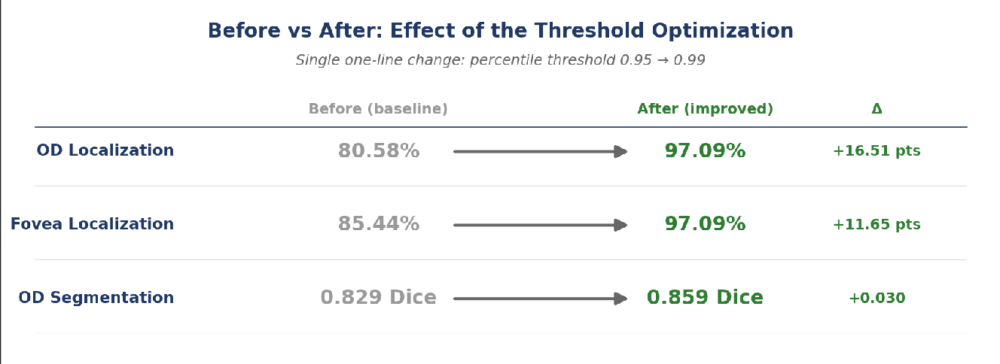 Before vs After: Effect of the Threshold Optimization
Single one-line change: percentile threshold 0.95 → 0.99
Before (baseline) After (improved) Δ
OD Localization 80.58% 97.09% +16.51 pts
Fovea Localization 85.44% 97.09% +11.65 pts
OD Segmentation 0.829 Dice 0.859 Dice +0.030